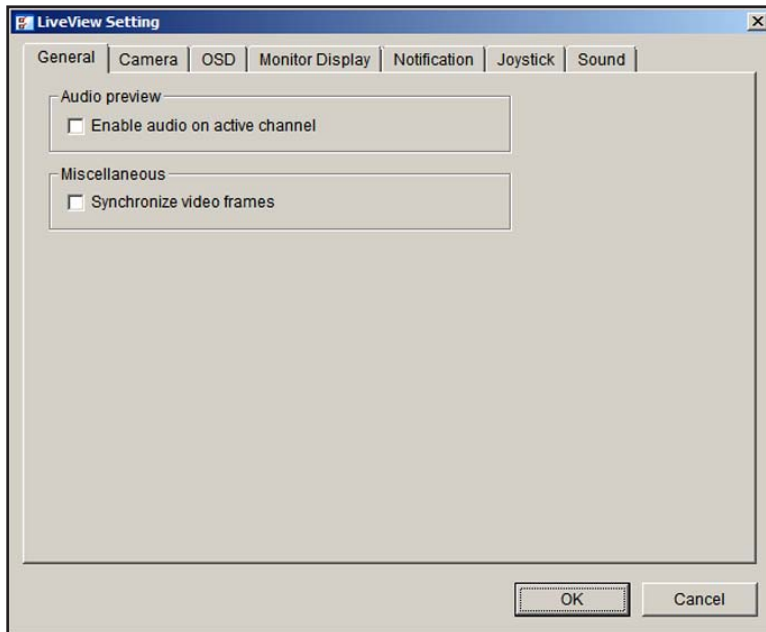 LiveView Setting
General Camera OSD Monitor Display Notification Joystick Sound
Audio preview
Enable audio on active channel
Miscellaneous
Synchronize video frames
OK Cancel